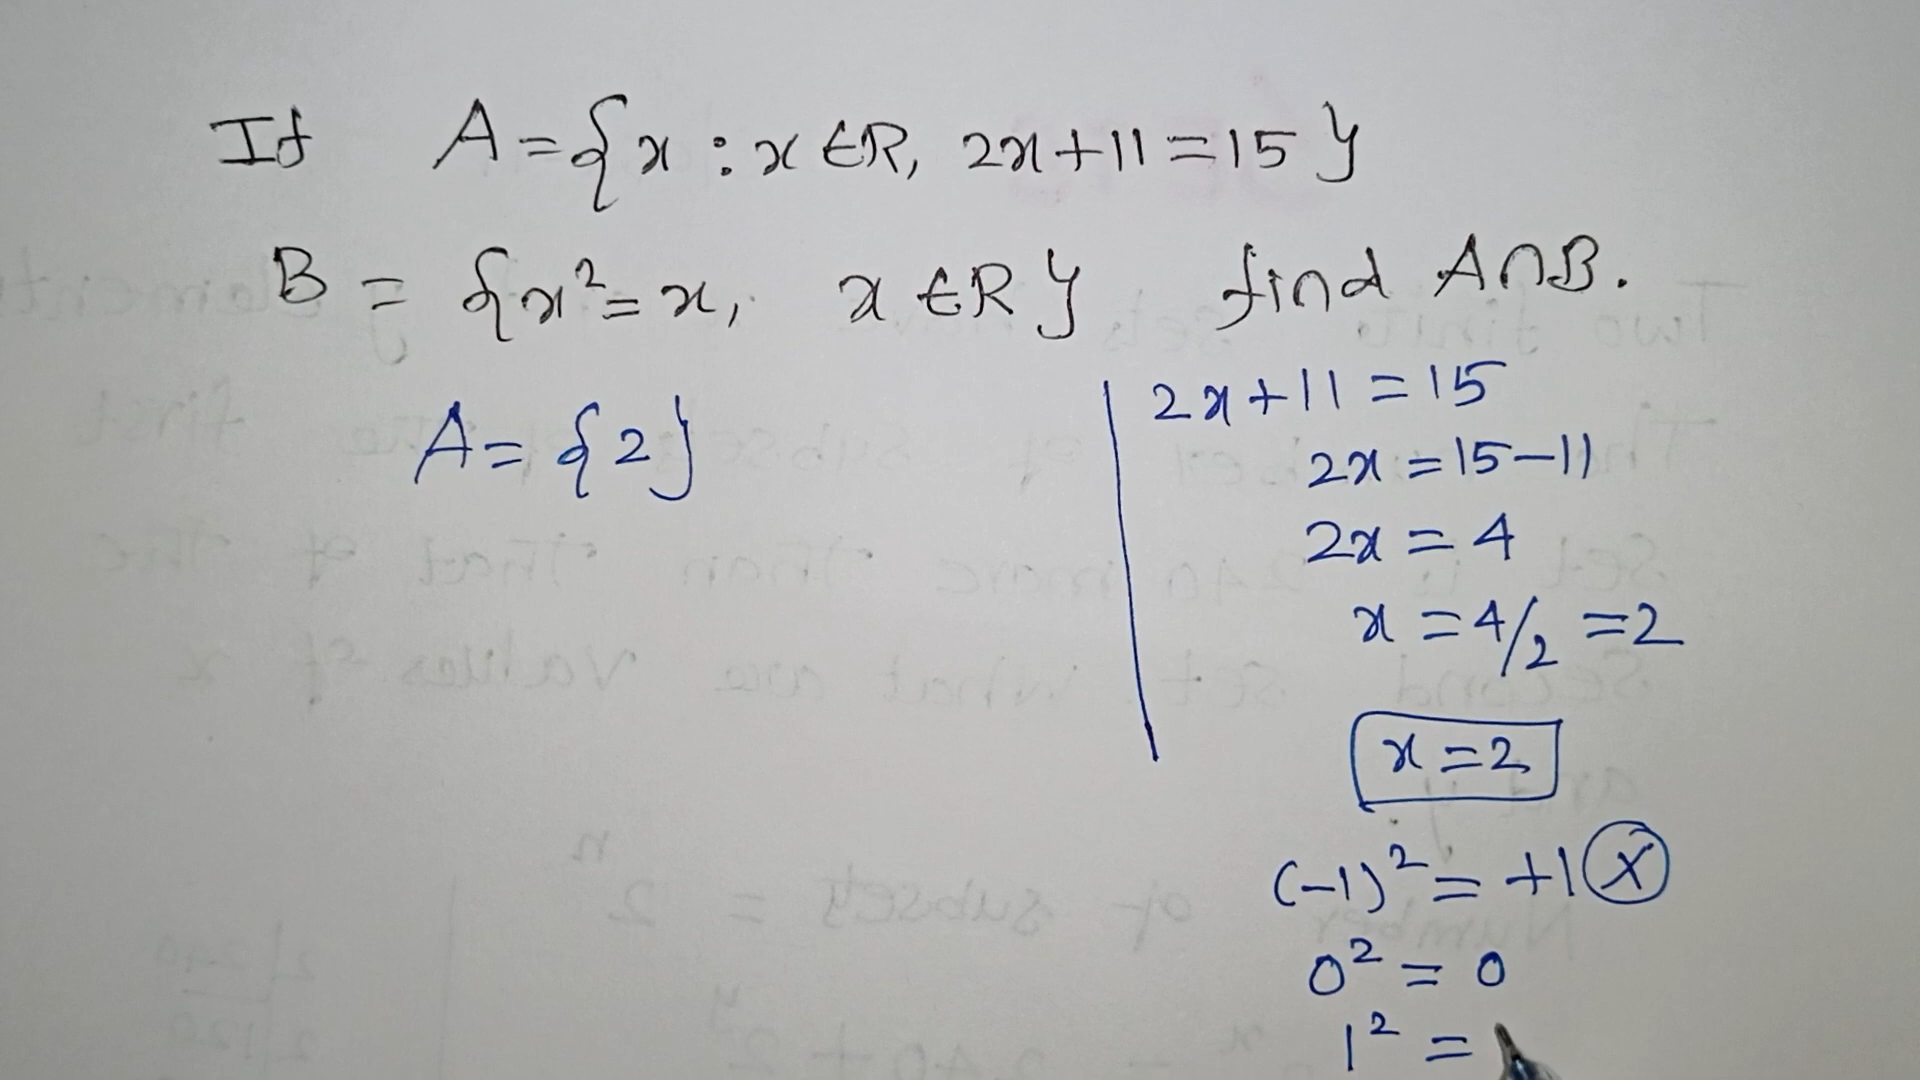 If A={x : x∈R, 2x+11=15}
B = {x²=x, x∈R} find A∩B.
A={2}
2x+11=15
2x=15-11
2x=4
x=4/2=2
x=2
(-1)²=+1 ⓧ
0²=0
1²=